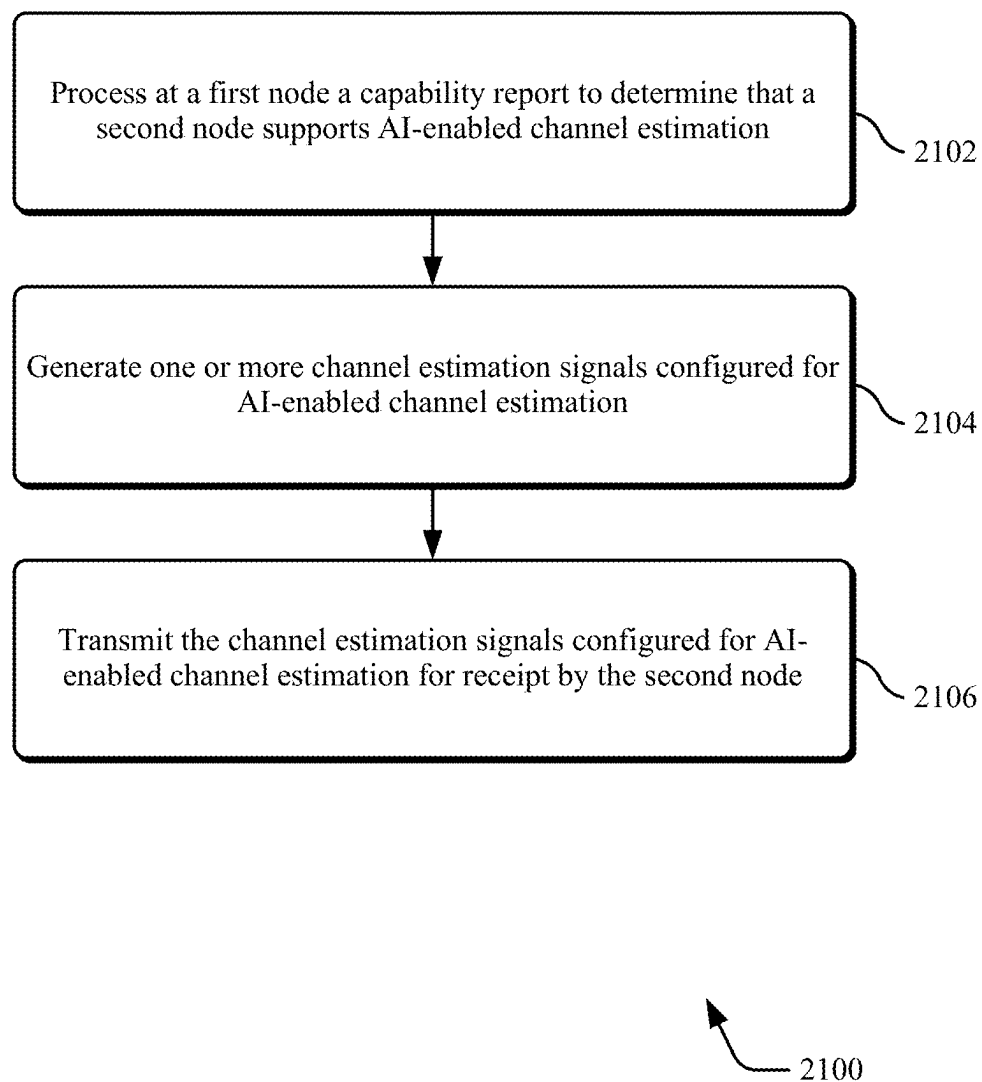 Process at a first node a capability report to determine that a
second node supports AI-enabled channel estimation
2102
Generate one or more channel estimation signals configured for
AI-enabled channel estimation
2104
Transmit the channel estimation signals configured for AI-
enabled channel estimation for receipt by the second node
2106
2100